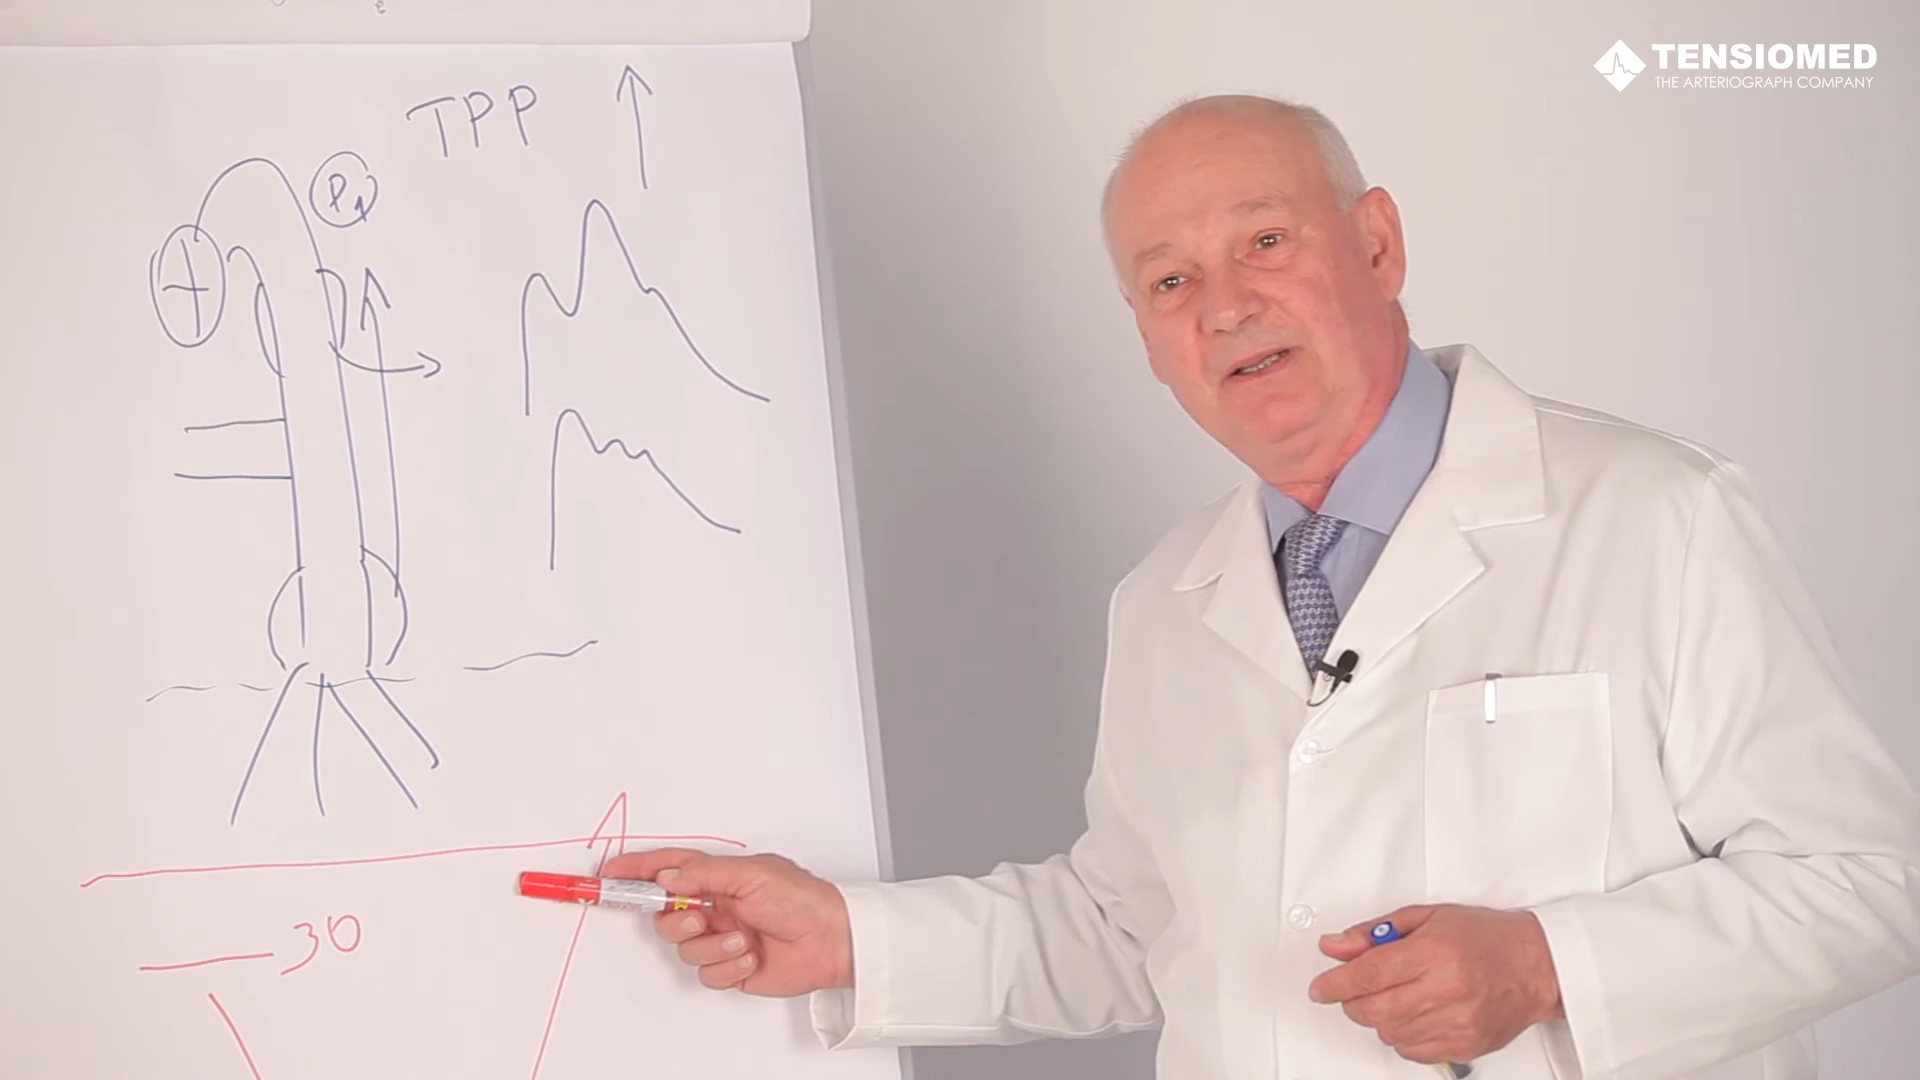 TENSIOMED
THE ARTERIOGRAPH COMPANY
TPP
P1
30